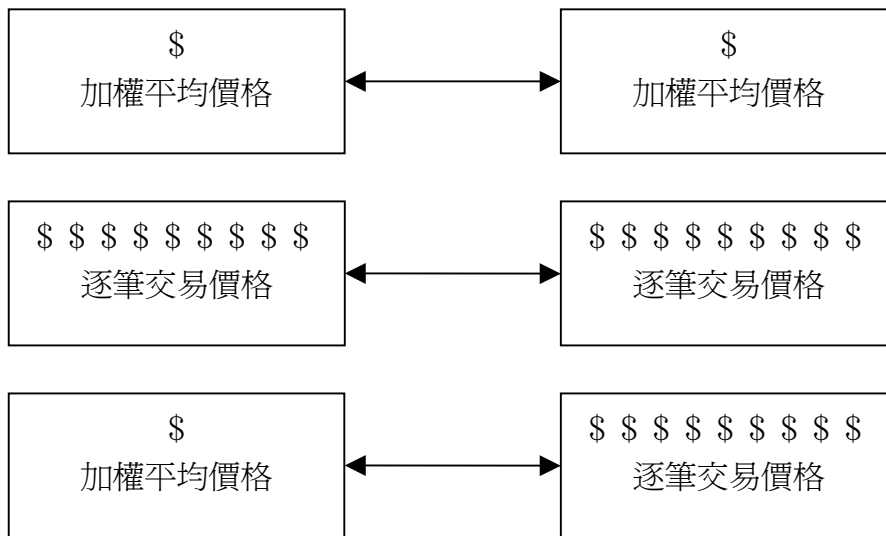 $ $
加權平均價格 加權平均價格
$ $ $ $ $ $ $ $ $ $ $ $ $ $ $ $ $ $
逐筆交易價格 逐筆交易價格
$ $ $ $ $ $ $ $ $ $
加權平均價格 逐筆交易價格